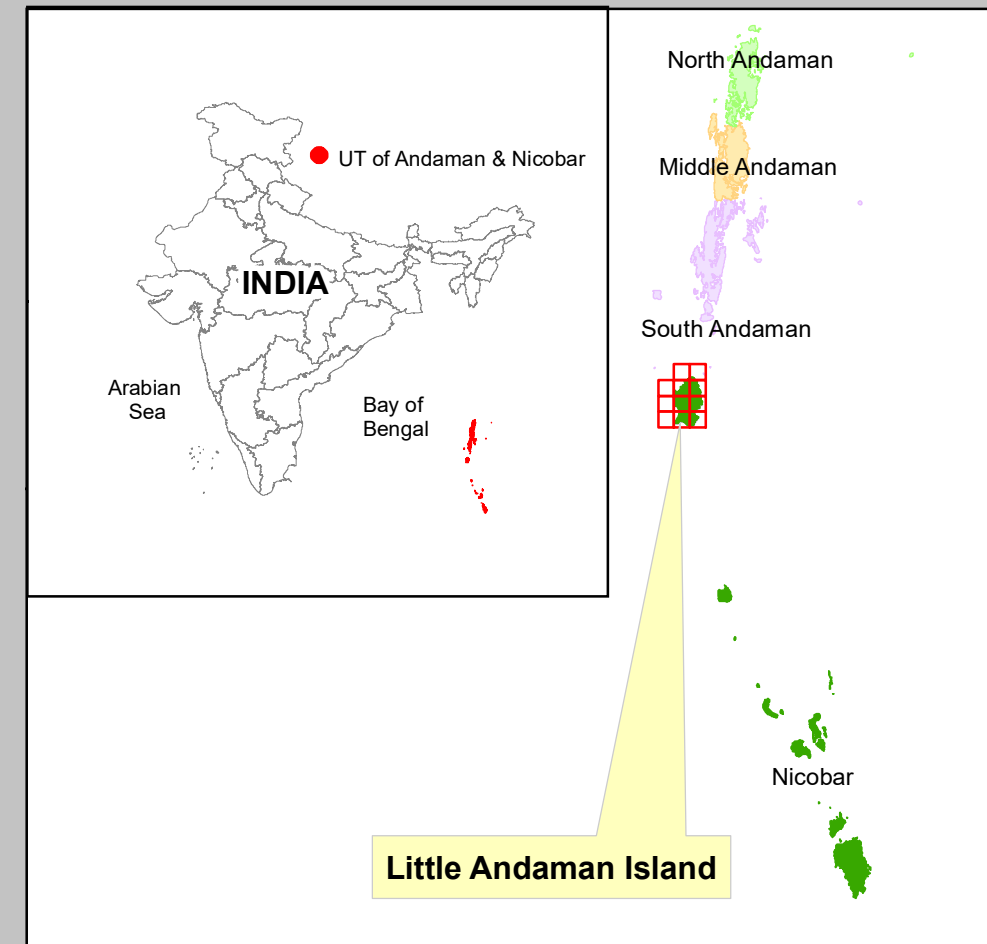 North Andaman
UT of Andaman & Nicobar
Middle Andaman
INDIA
South Andaman
Arabian
Sea
Bay of
Bengal
Nicobar
Little Andaman Island